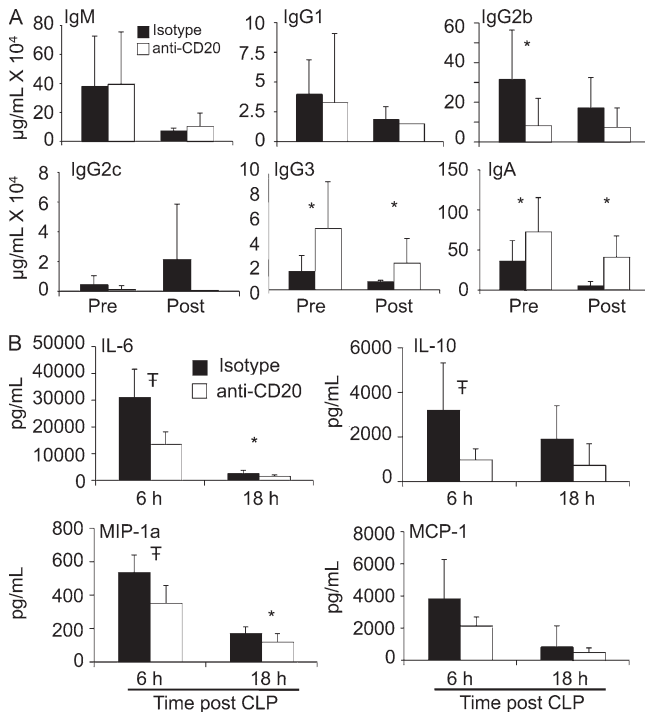 A
IgM
Isotype
anti-CD20
µg/mL X 10⁴
80
60
40
20
0
IgG1
10
7.5
5
2.5
0
IgG2b
60
40
20
0
*
IgG2c
µg/mL X 10⁴
8
6
4
2
0
Pre Post
IgG3
10
8
6
4
2
0
* *
Pre Post
IgA
150
100
50
0
* *
Pre Post
B
IL-6
Isotype
anti-CD20
pg/mL
50000
40000
30000
20000
10000
0
Ŧ *
6 h 18 h
IL-10
pg/mL
6000
4000
2000
0
Ŧ
6 h 18 h
MIP-1a
pg/mL
800
600
400
200
0
Ŧ *
6 h 18 h
Time post CLP
MCP-1
pg/mL
8000
6000
4000
2000
0
6 h 18 h
Time post CLP